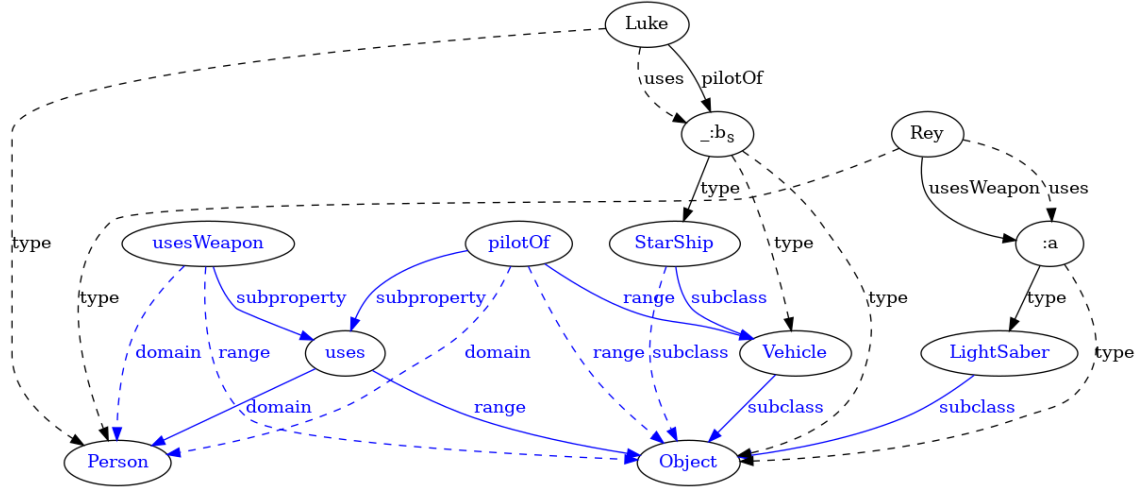 Luke
uses
pilotOf
_:bs
Rey
type
usesWeapon
uses
type
usesWeapon
pilotOf
StarShip
type
:a
type
subproperty
subproperty
range
subclass
type
type
domain
range
uses
domain
range
subclass
Vehicle
LightSaber
type
domain
range
subclass
subclass
Person
Object